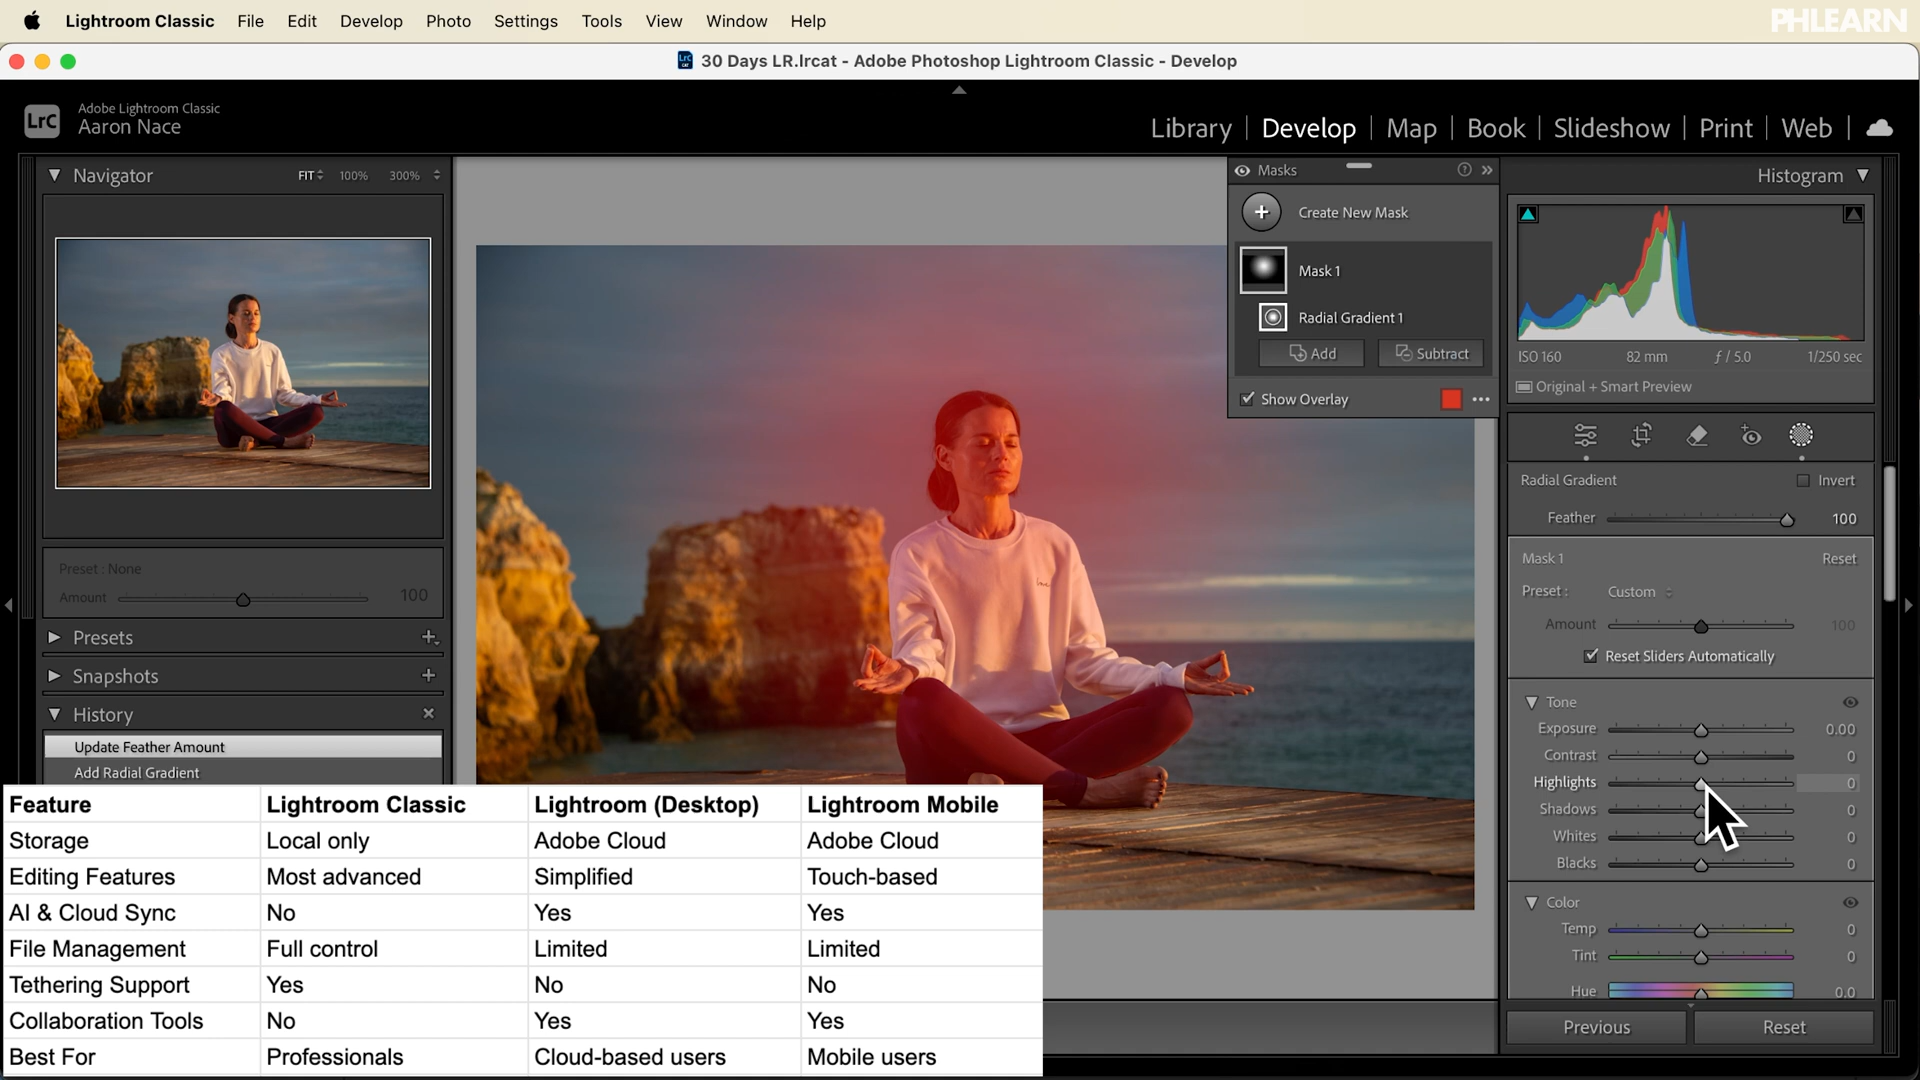 Lightroom Classic File Edit Develop Photo Settings Tools View Window Help
PHLEARN
LrC
CAT
30 Days LR.lrcat - Adobe Photoshop Lightroom Classic - Develop
LrC
Adobe Lightroom Classic
Aaron Nace
Library | Develop | Map | Book | Slideshow | Print | Web |
Navigator FIT 100% 300%
Preset : None
Amount 100
Presets
Snapshots
History
Update Feather Amount
Add Radial Gradient
Masks
Create New Mask
Mask 1
Radial Gradient 1
Add Subtract
Show Overlay
Histogram
ISO 160 82 mm ƒ / 5.0 1/250 sec
Original + Smart Preview
Radial Gradient Invert
Feather 100
Mask 1 Reset
Preset : Custom
Amount 100
Reset Sliders Automatically
Tone
Exposure 0.00
Contrast 0
Highlights 0
Shadows 0
Whites 0
Blacks 0
Color
Temp 0
Tint 0
Hue 0.0
Previous Reset
Feature Lightroom Classic Lightroom (Desktop) Lightroom Mobile
Storage Local only Adobe Cloud Adobe Cloud
Editing Features Most advanced Simplified Touch-based
AI & Cloud Sync No Yes Yes
File Management Full control Limited Limited
Tethering Support Yes No No
Collaboration Tools No Yes Yes
Best For Professionals Cloud-based users Mobile users